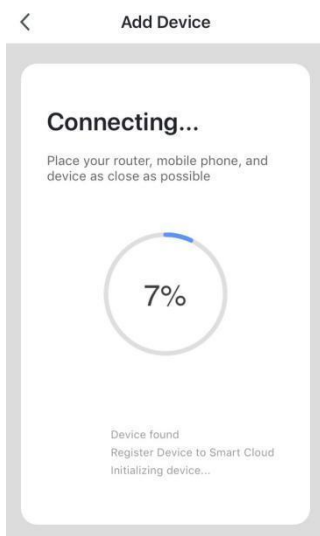 Add Device
Connecting...
Place your router, mobile phone, and
device as close as possible
7%
Device found
Register Device to Smart Cloud
Initializing device...